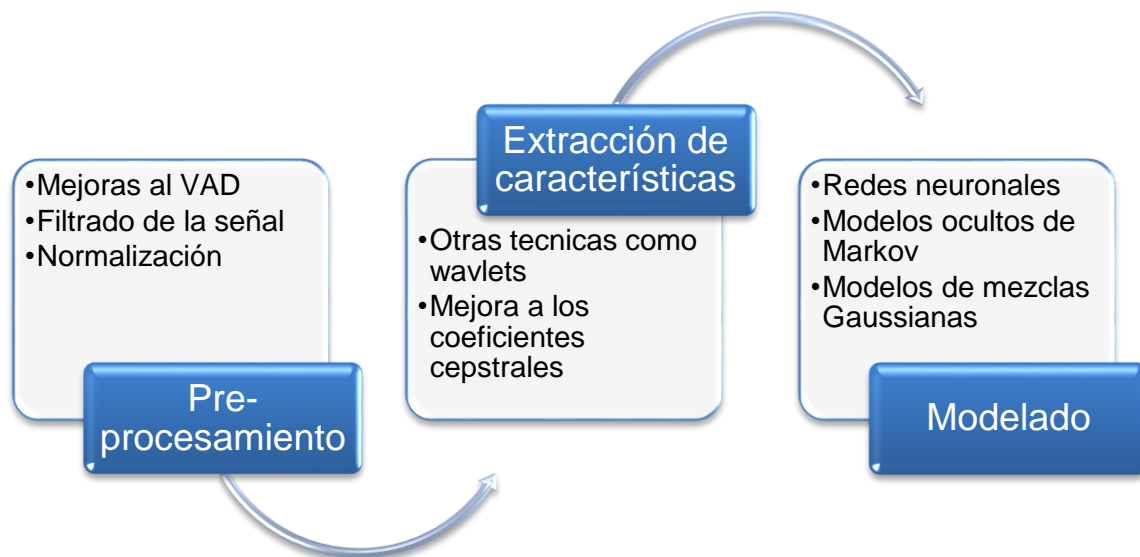 •Mejoras al VAD
•Filtrado de la señal
•Normalización
Pre-
procesamiento
Extracción de
características
•Otras tecnicas como
wavlets
•Mejora a los
coeficientes
cepstrales
•Redes neuronales
•Modelos ocultos de
Markov
•Modelos de mezclas
Gaussianas
Modelado